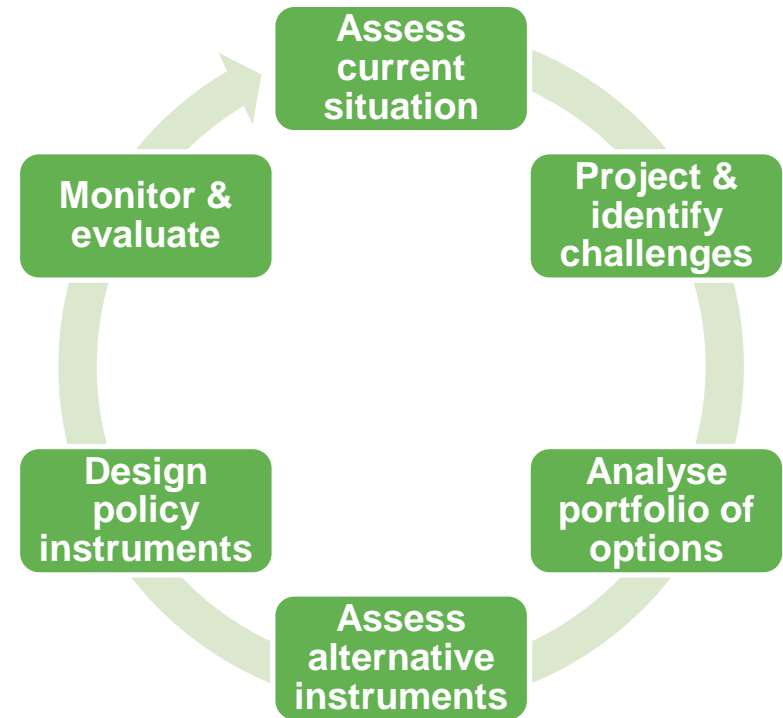 Assess
current
situation
Project &
identify
challenges
Analyse
portfolio of
options
Assess
alternative
instruments
Design
policy
instruments
Monitor &
evaluate